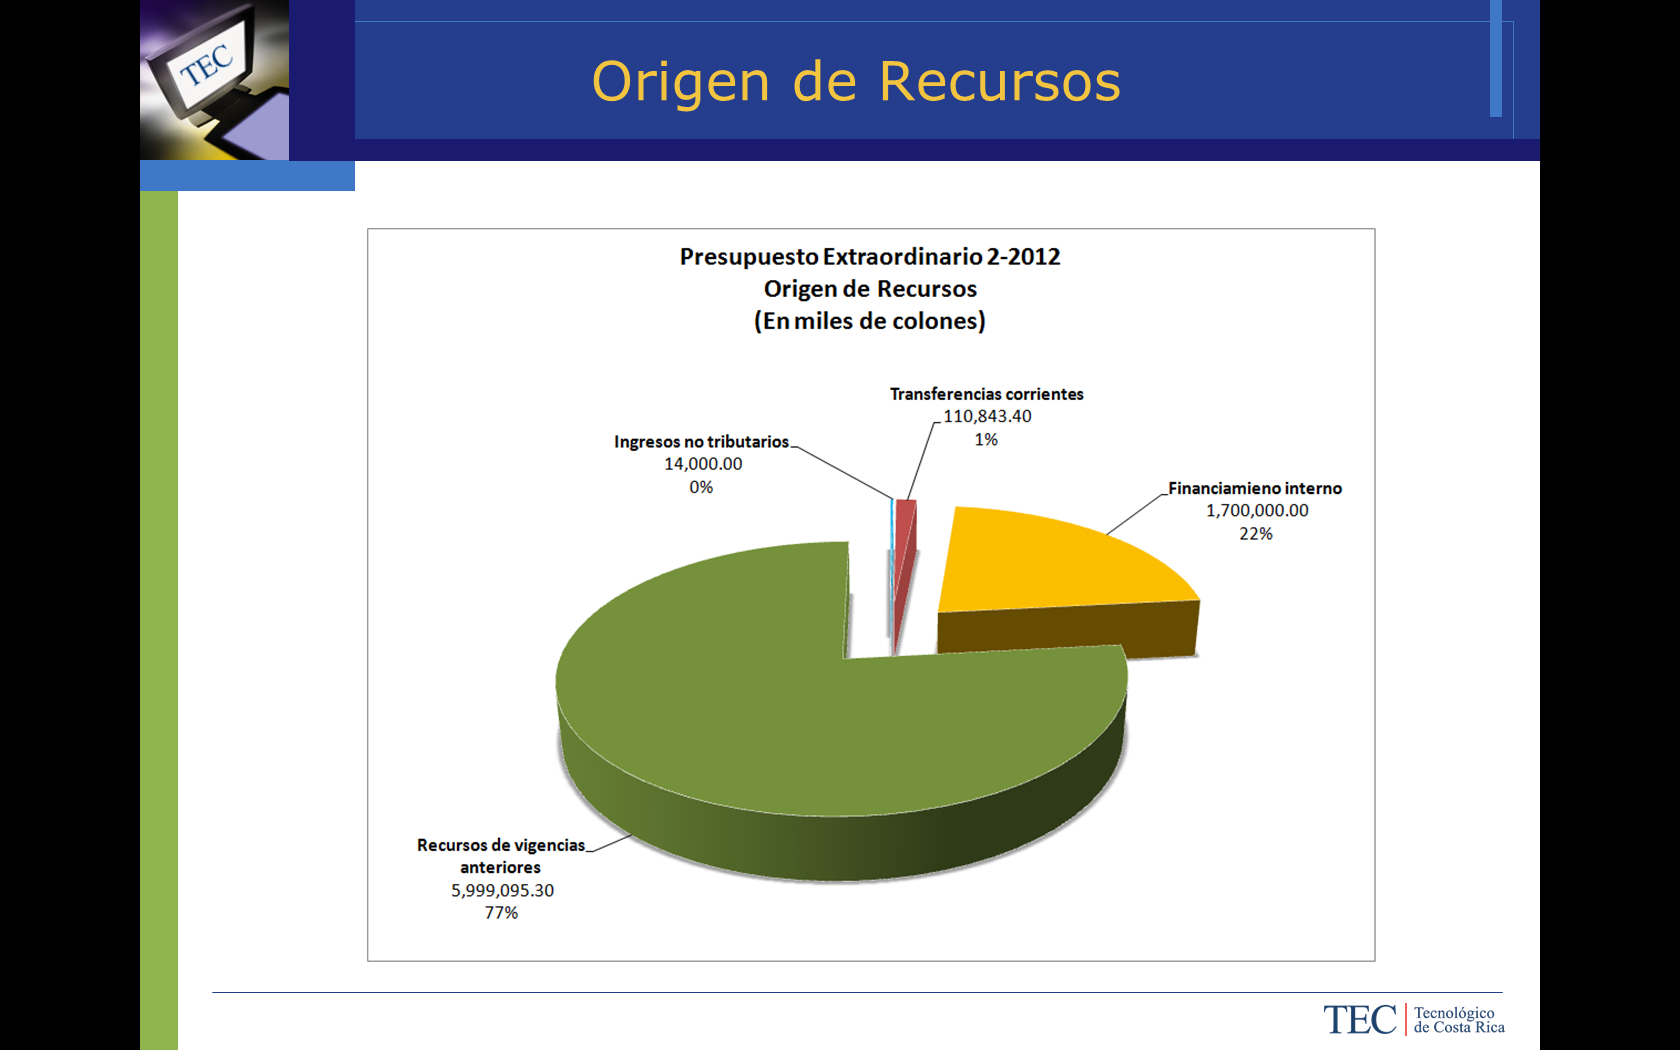 TEC
Origen de Recursos
Presupuesto Extraordinario 2-2012
Origen de Recursos
(En miles de colones)
Transferencias corrientes
110,843.40
1%
Ingresos no tributarios
14,000.00
0%
Financiamieno interno
1,700,000.00
22%
Recursos de vigencias
anteriores
5,999,095.30
77%
TEC
Tecnológico
de Costa Rica